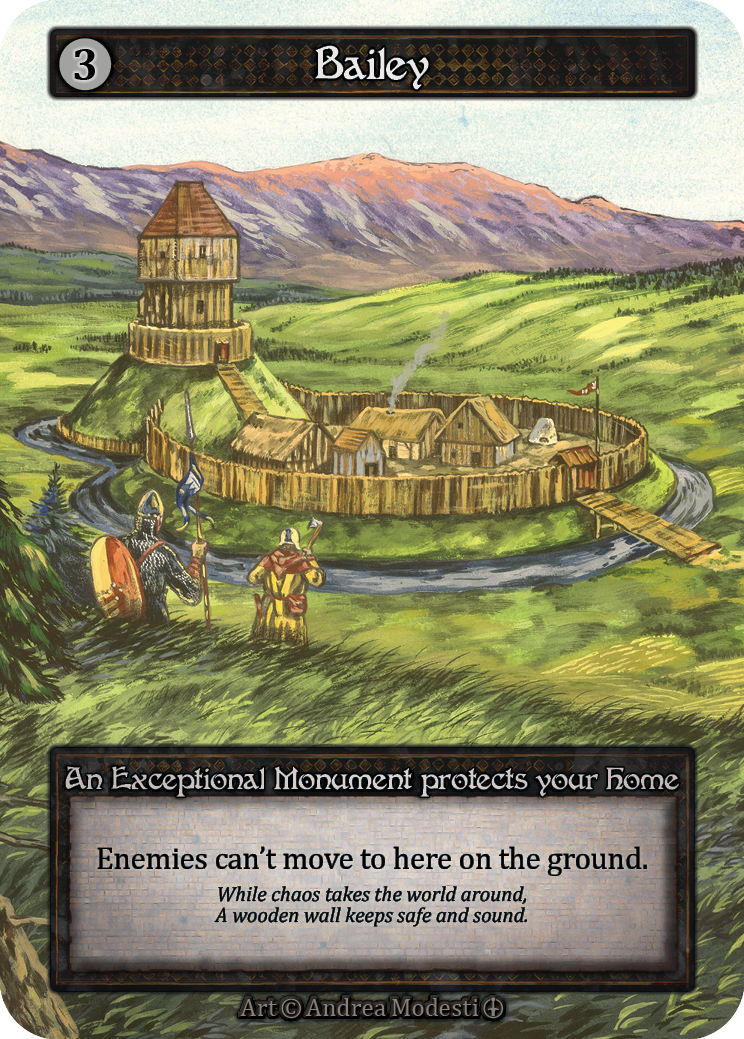 3
Bailey
An Exceptional Monument protects your Home
Enemies can't move to here on the ground.
While chaos takes the world around,
A wooden wall keeps safe and sound.
Art © Andrea Modesti